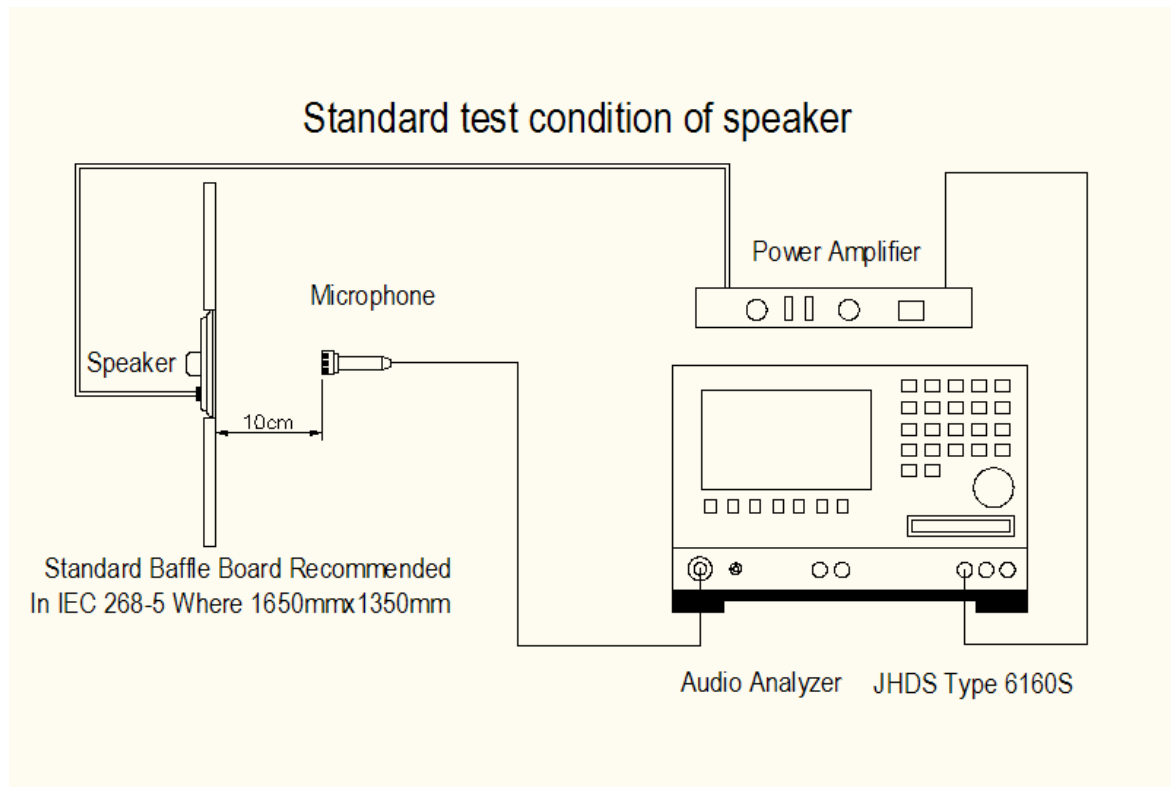 Standard test condition of speaker
Power Amplifier
Microphone
Speaker
10cm
Standard Baffle Board Recommended
In IEC 268-5 Where 1650mmx1350mm
Audio Analyzer JHDS Type 6160S